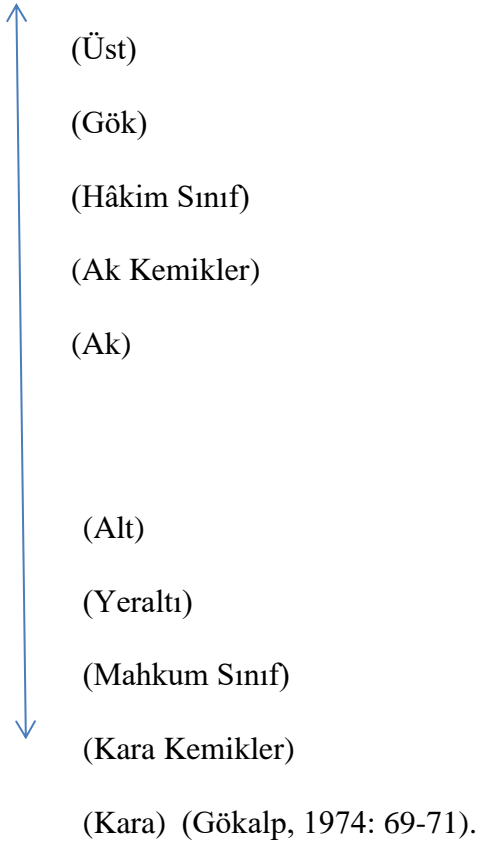 (Üst)
(Gök)
(Hâkim Sınıf)
(Ak Kemikler)
(Ak)
(Alt)
(Yeraltı)
(Mahkum Sınıf)
(Kara Kemikler)
(Kara) (Gökalp, 1974: 69-71).